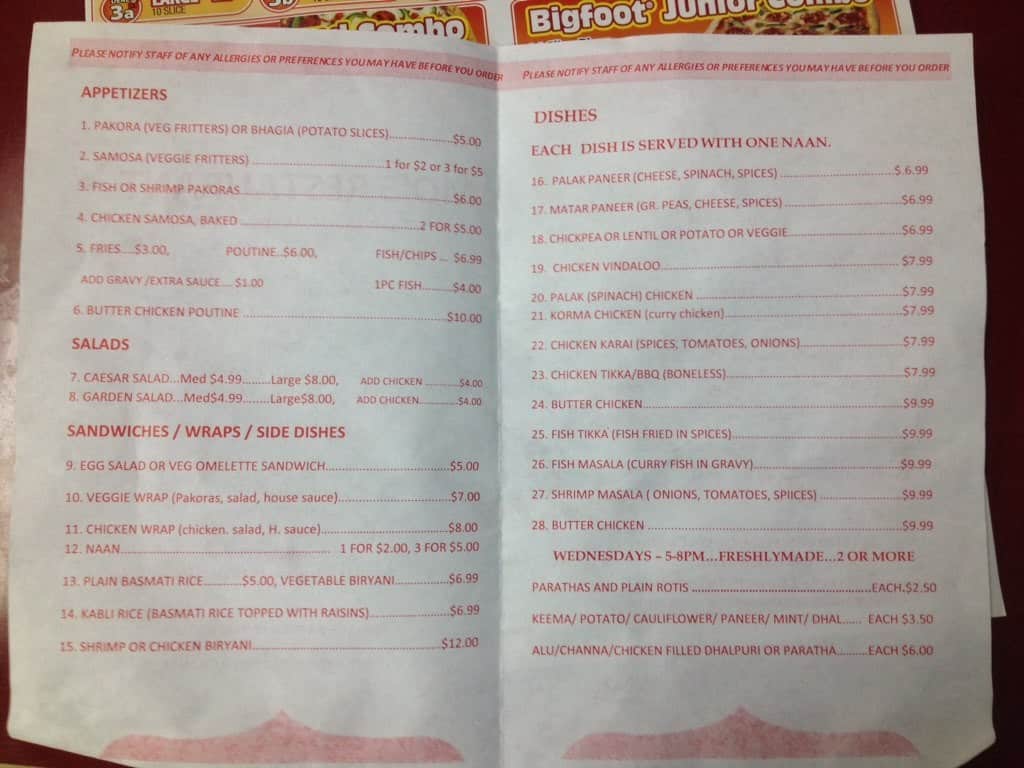 3a
LARGE
TO SLICE
3b
Combo
Bigfoot Junior Combo
PLEASE NOTIFY STAFF OF ANY ALLERGIES OR PREFERENCES YOU MAY HAVE BEFORE YOU ORDER
APPETIZERS
1. PAKORA (VEG FRITTERS) OR BHAGIA (POTATO SLICES)....................$5.00
2. SAMOSA (VEGGIE FRITTERS) ..............................1 for $2 or 3 for $5
3. FISH OR SHRIMP PAKORAS..................................................$6.00
4. CHICKEN SAMOSA, BAKED ..........................................2 FOR $5.00
5. FRIES....$3.00, POUTINE..$6.00, FISH/CHIPS ... $6.99
ADD GRAVY /EXTRA SAUCE.... $1.00 1PC FISH.........$4.00
6. BUTTER CHICKEN POUTINE ..................................................$10.00
SALADS
7. CAESAR SALAD...Med $4.99........Large $8.00, ADD CHICKEN ............$4.00
8. GARDEN SALAD...Med$4.99........Large$8.00, ADD CHICKEN..............$4.00
SANDWICHES / WRAPS / SIDE DISHES
9. EGG SALAD OR VEG OMELETTE SANDWICH................................$5.00
10. VEGGIE WRAP (Pakoras, salad, house sauce)............................$7.00
11. CHICKEN WRAP (chicken. salad, H. sauce)................................$8.00
12. NAAN...................................................... 1 FOR $2.00, 3 FOR $5.00
13. PLAIN BASMATI RICE..........$5.00, VEGETABLE BIRYANI..............$6.99
14. KABLI RICE (BASMATI RICE TOPPED WITH RAISINS)....................$6.99
15. SHRIMP OR CHICKEN BIRYANI................................................$12.00
PLEASE NOTIFY STAFF OF ANY ALLERGIES OR PREFERENCES YOU MAY HAVE BEFORE YOU ORDER
DISHES
EACH DISH IS SERVED WITH ONE NAAN.
16. PALAK PANEER (CHEESE, SPINACH, SPICES) ..............................$.6.99
17. MATAR PANEER (GR. PEAS, CHEESE, SPICES) ..............................$6.99
18. CHICKPEA OR LENTIL OR POTATO OR VEGGIE..............................$6.99
19. CHICKEN VINDALOO............................................................$7.99
20. PALAK (SPINACH) CHICKEN ....................................................$7.99
21. KORMA CHICKEN (curry chicken)..............................................$7.99
22. CHICKEN KARAI (SPICES, TOMATOES, ONIONS)..........................$7.99
23. CHICKEN TIKKA/BBQ (BONELESS)............................................$7.99
24. BUTTER CHICKEN................................................................$9.99
25. FISH TIKKA (FISH FRIED IN SPICES)..........................................$9.99
26. FISH MASALA (CURRY FISH IN GRAVY)......................................$9.99
27. SHRIMP MASALA ( ONIONS, TOMATOES, SPIICES) ......................$9.99
28. BUTTER CHICKEN ................................................................$9.99
WEDNESDAYS – 5-8PM...FRESHLYMADE...2 OR MORE
PARATHAS AND PLAIN ROTIS ..................................................EACH.$2.50
KEEMA/ POTATO/ CAULIFLOWER/ PANEER/ MINT/ DHAL...... EACH $3.50
ALU/CHANNA/CHICKEN FILLED DHALPURI OR PARATHA.........EACH $6.00